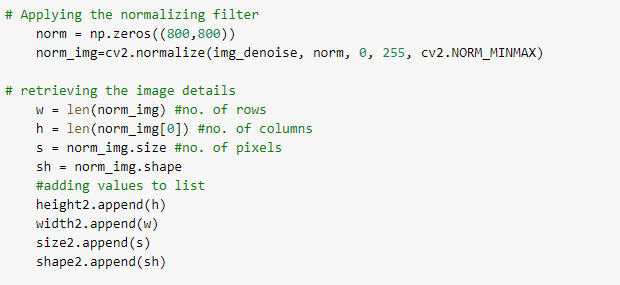 # Applying the normalizing filter
norm = np.zeros((800,800))
norm_img=cv2.normalize(img_denoise, norm, 0, 255, cv2.NORM_MINMAX)
# retrieving the image details
w = len(norm_img) #no. of rows
h = len(norm_img[0]) #no. of columns
s = norm_img.size #no. of pixels
sh = norm_img.shape
#adding values to list
height2.append(h)
width2.append(w)
size2.append(s)
shape2.append(sh)